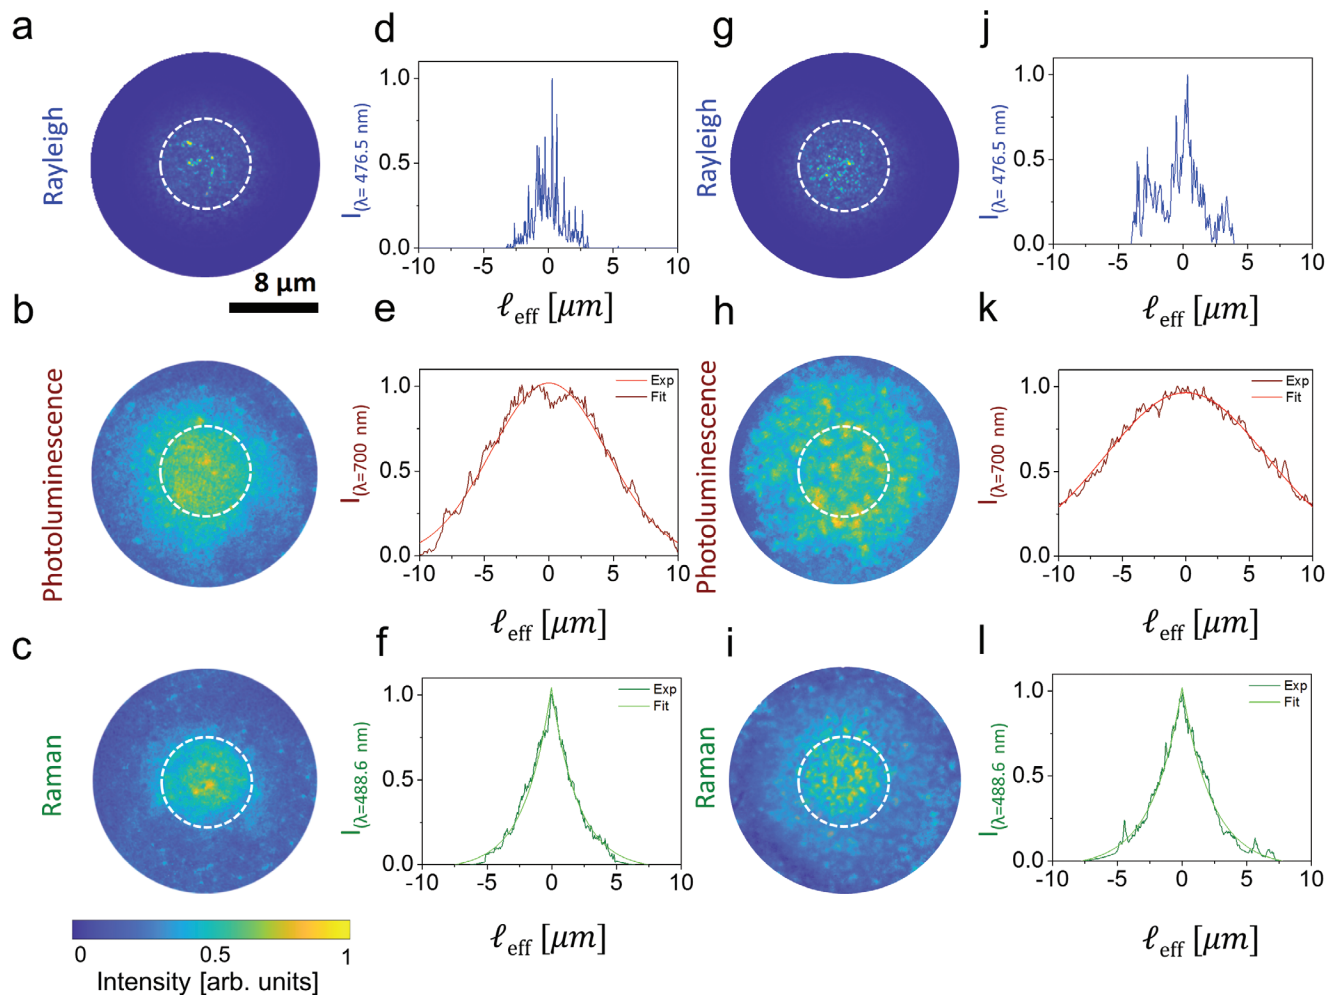 a
d
g
j
Rayleigh
I(λ= 476.5 nm)
1.0
0.5
0.0
-10 -5 0 5 10
ℓeff [μm]
8 μm
Rayleigh
I(λ= 476.5 nm)
1.0
0.5
0.0
-10 -5 0 5 10
ℓeff [μm]
b
e
h
k
Photoluminescence
I(λ=700 nm)
1.0
0.5
0.0
Exp
Fit
-10 -5 0 5 10
ℓeff [μm]
Photoluminescence
I(λ=700 nm)
1.0
0.5
0.0
Exp
Fit
-10 -5 0 5 10
ℓeff [μm]
c
f
i
l
Raman
I(λ=488.6 nm)
1.0
0.5
0.0
Exp
Fit
-10 -5 0 5 10
ℓeff [μm]
Raman
I(λ=488.6 nm)
1.0
0.5
0.0
Exp
Fit
-10 -5 0 5 10
ℓeff [μm]
0 0.5 1
Intensity [arb. units]